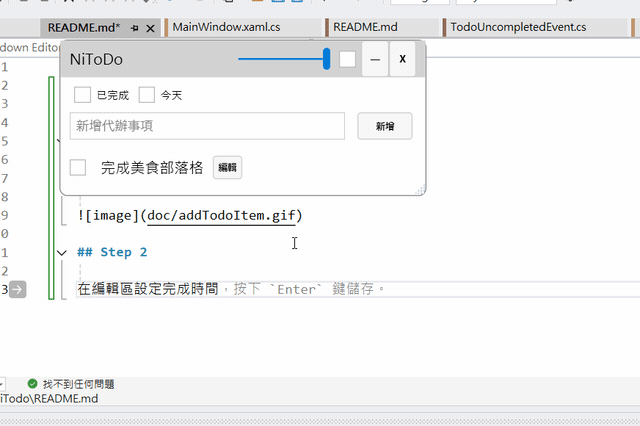 README.md*
MainWindow.xaml.cs
README.md
TodoUncompletedEvent.cs
down Editor
NiToDo
X
已完成
今天
新增代辦事項
新增
完成美食部落格
編輯
1
2
3
4
5
6
7
8
9
![image](doc/addTodoItem.gif)
0
1
## Step 2
2
3
在編輯區設定完成時間，按下 `Enter` 鍵儲存。
找不到任何問題
iTodo\README.md